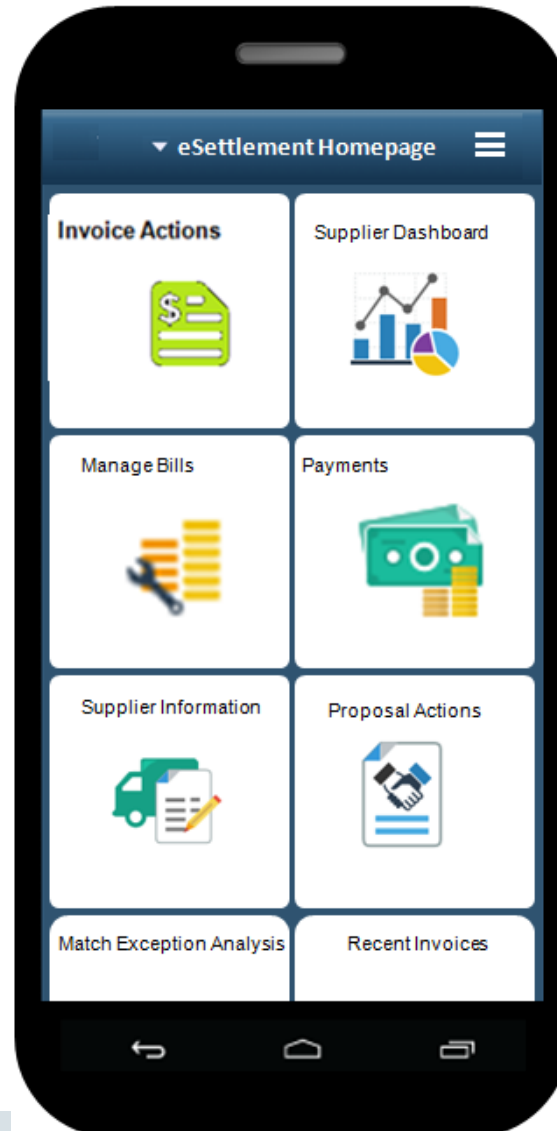 eSettlement Homepage
Invoice Actions
Supplier Dashboard
$
Manage Bills
Payments
Supplier Information
Proposal Actions
Match Exception Analysis
Recent Invoices